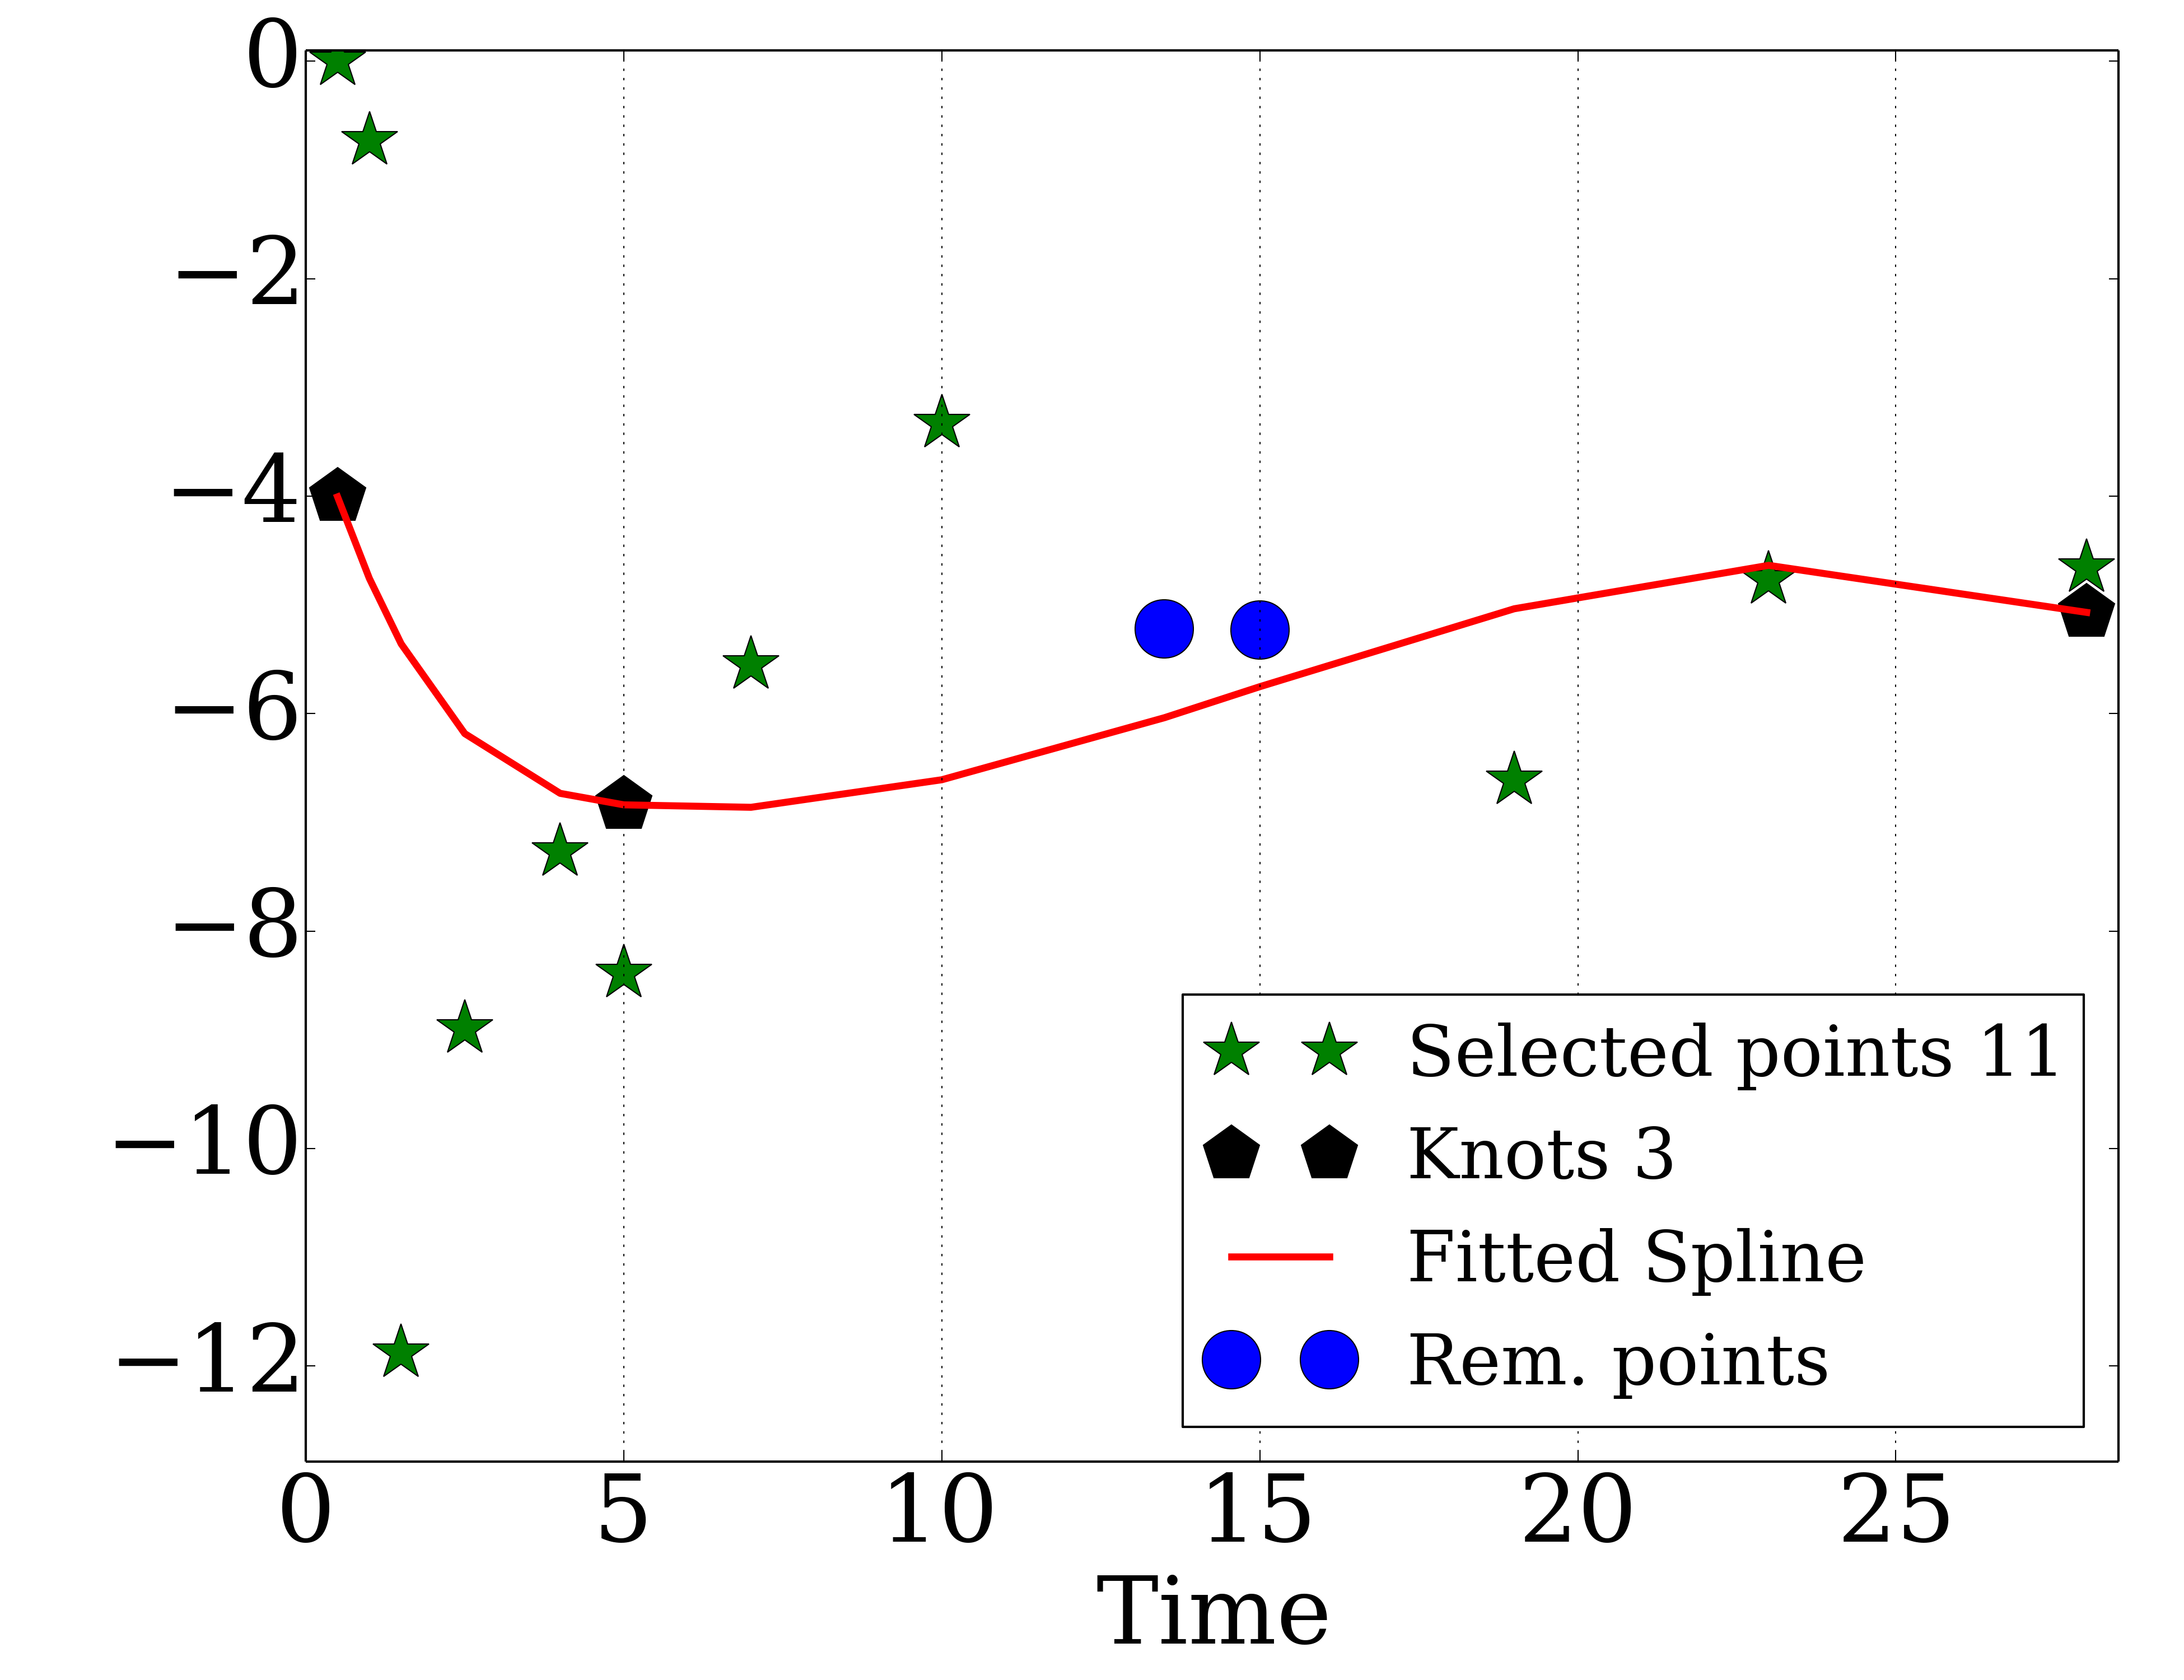 0
−2
−4
−6
−8
−10
−12
0 5 10 15 20 25
Time
Selected points 11
Knots 3
Fitted Spline
Rem. points